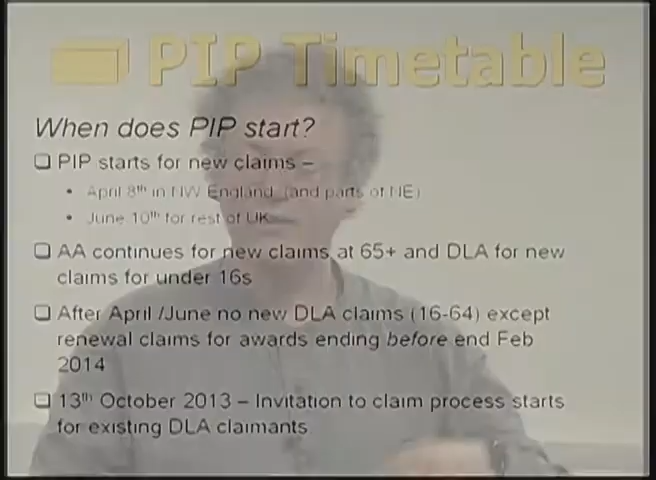 PIP Timetable
When does PIP start?
❑ PIP starts for new claims –
• April 8th in NW England (and parts of NE)
• June 10th for rest of UK
❑ AA continues for new claims at 65+ and DLA for new
claims for under 16s
❑ After April /June no new DLA claims (16-64) except
renewal claims for awards ending before end Feb
2014
❑ 13th October 2013 – Invitation to claim process starts
for existing DLA claimants